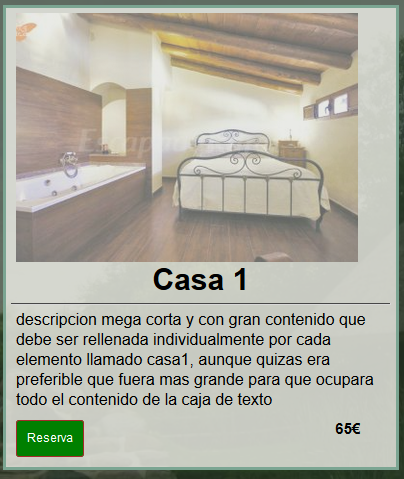 Casa 1
descripcion mega corta y con gran contenido que
debe ser rellenada individualmente por cada
elemento llamado casa1, aunque quizas era
preferible que fuera mas grande para que ocupara
todo el contenido de la caja de texto
65€
Reserva